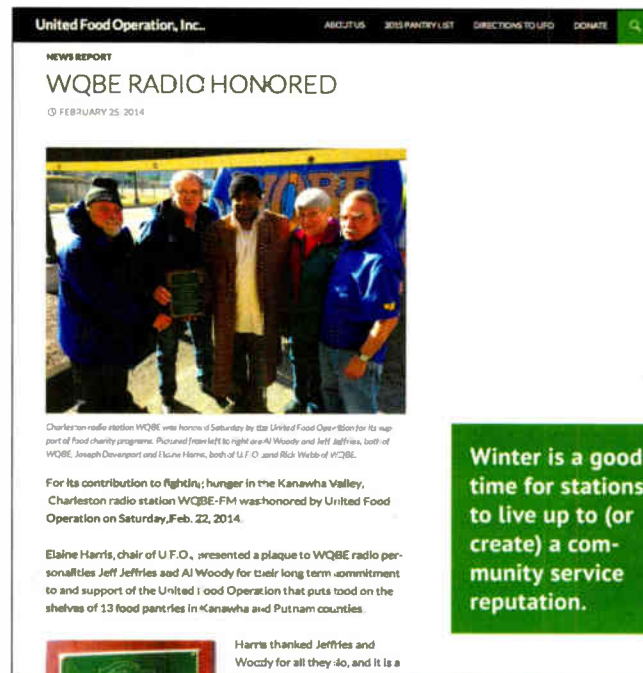 United Food Operation, Inc..
ABOUT US 2015 PANTRY LIST DIRECTIONS TO UFO DONATE
NEWS REPORT
WQBE RADIO HONORED
FEBRUARY 25, 2014
WQBE
Charleston radio station WQBE was honored Saturday by the United Food Operation for its sup-
port of food charity programs. Pictured from left to right are Al Woody and Jeff Jeffries, both of
WQBE, Joseph Davenport and Elaine Harris, both of U.F.O. and Rick Webb of WQBE.
For its contribution to fighting hunger in the Kanawha Valley,
Charleston radio station WQBE-FM was honored by United Food
Operation on Saturday, Feb. 22, 2014.
Elaine Harris, chair of U F.O., presented a plaque to WQBE radio per-
sonalities Jeff Jeffries and Al Woody for their long term commitment
to and support of the United Food Operation that puts food on the
shelves of 13 food pantries in Kanawha and Putnam counties.
Harris thanked Jeffries and
Woody for all they do, and it is a
Winter is a good
time for stations
to live up to (or
create) a com-
munity service
reputation.